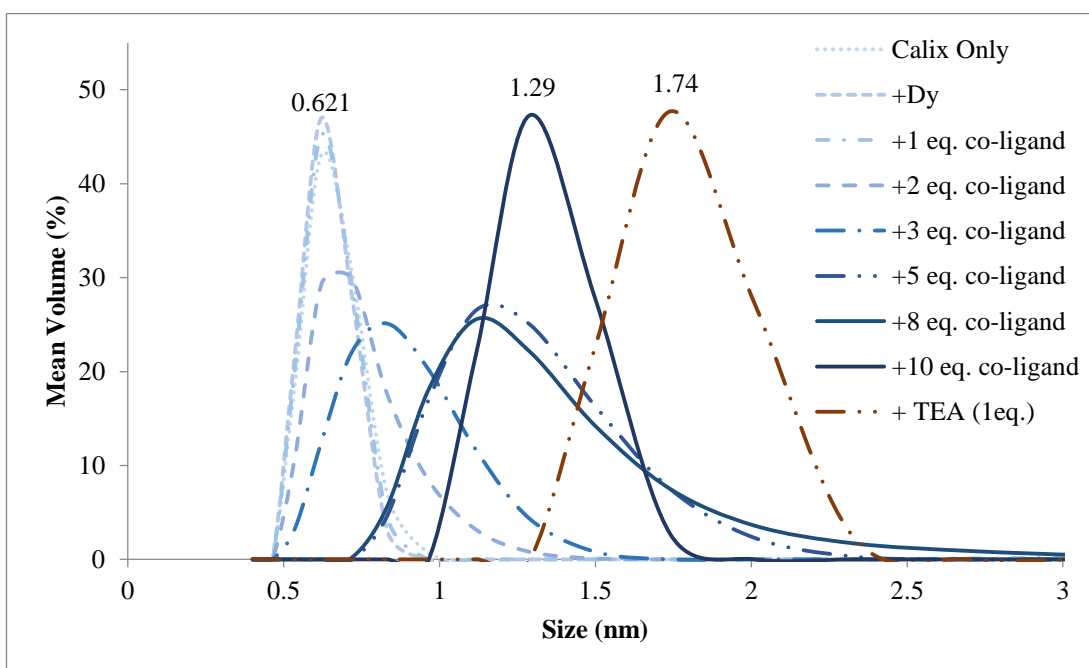 50
40
30
20
10
0
Mean Volume (%)
0.621
1.29
1.74
Calix Only
+Dy
+1 eq. co-ligand
+2 eq. co-ligand
+3 eq. co-ligand
+5 eq. co-ligand
+8 eq. co-ligand
+10 eq. co-ligand
+ TEA (1eq.)
0 0.5 1 1.5 2 2.5 3
Size (nm)